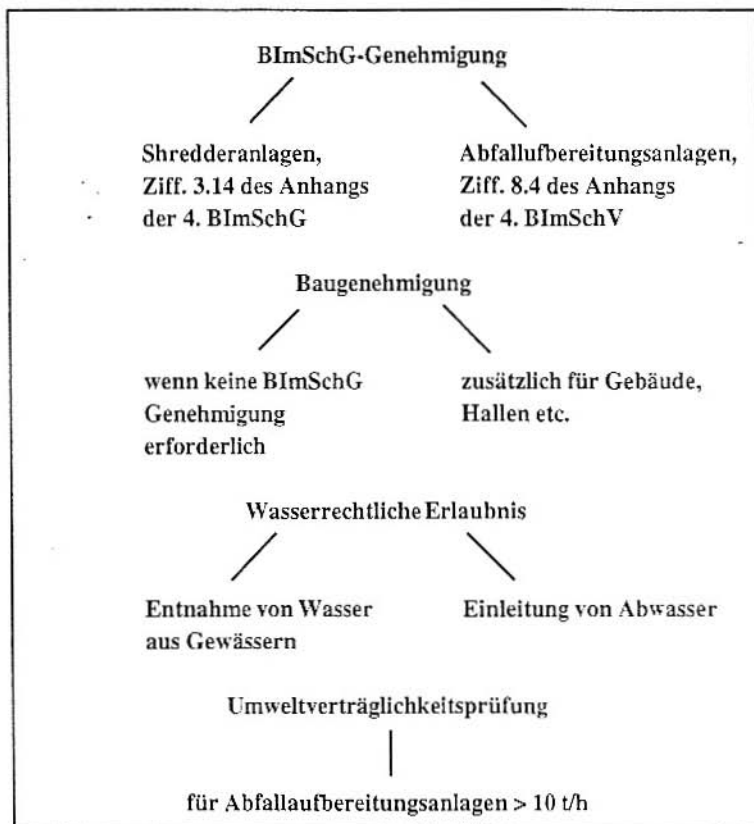 BImSchG-Genehmigung
Shredderanlagen,
Ziff. 3.14 des Anhangs
der 4. BImSchG
Abfallufbereitungsanlagen,
Ziff. 8.4 des Anhangs
der 4. BImSchV
Baugenehmigung
wenn keine BImSchG
Genehmigung
erforderlich
zusätzlich für Gebäude,
Hallen etc.
Wasserrechtliche Erlaubnis
Entnahme von Wasser
aus Gewässern
Einleitung von Abwasser
Umweltverträglichkeitsprüfung
für Abfallaufbereitungsanlagen > 10 t/h